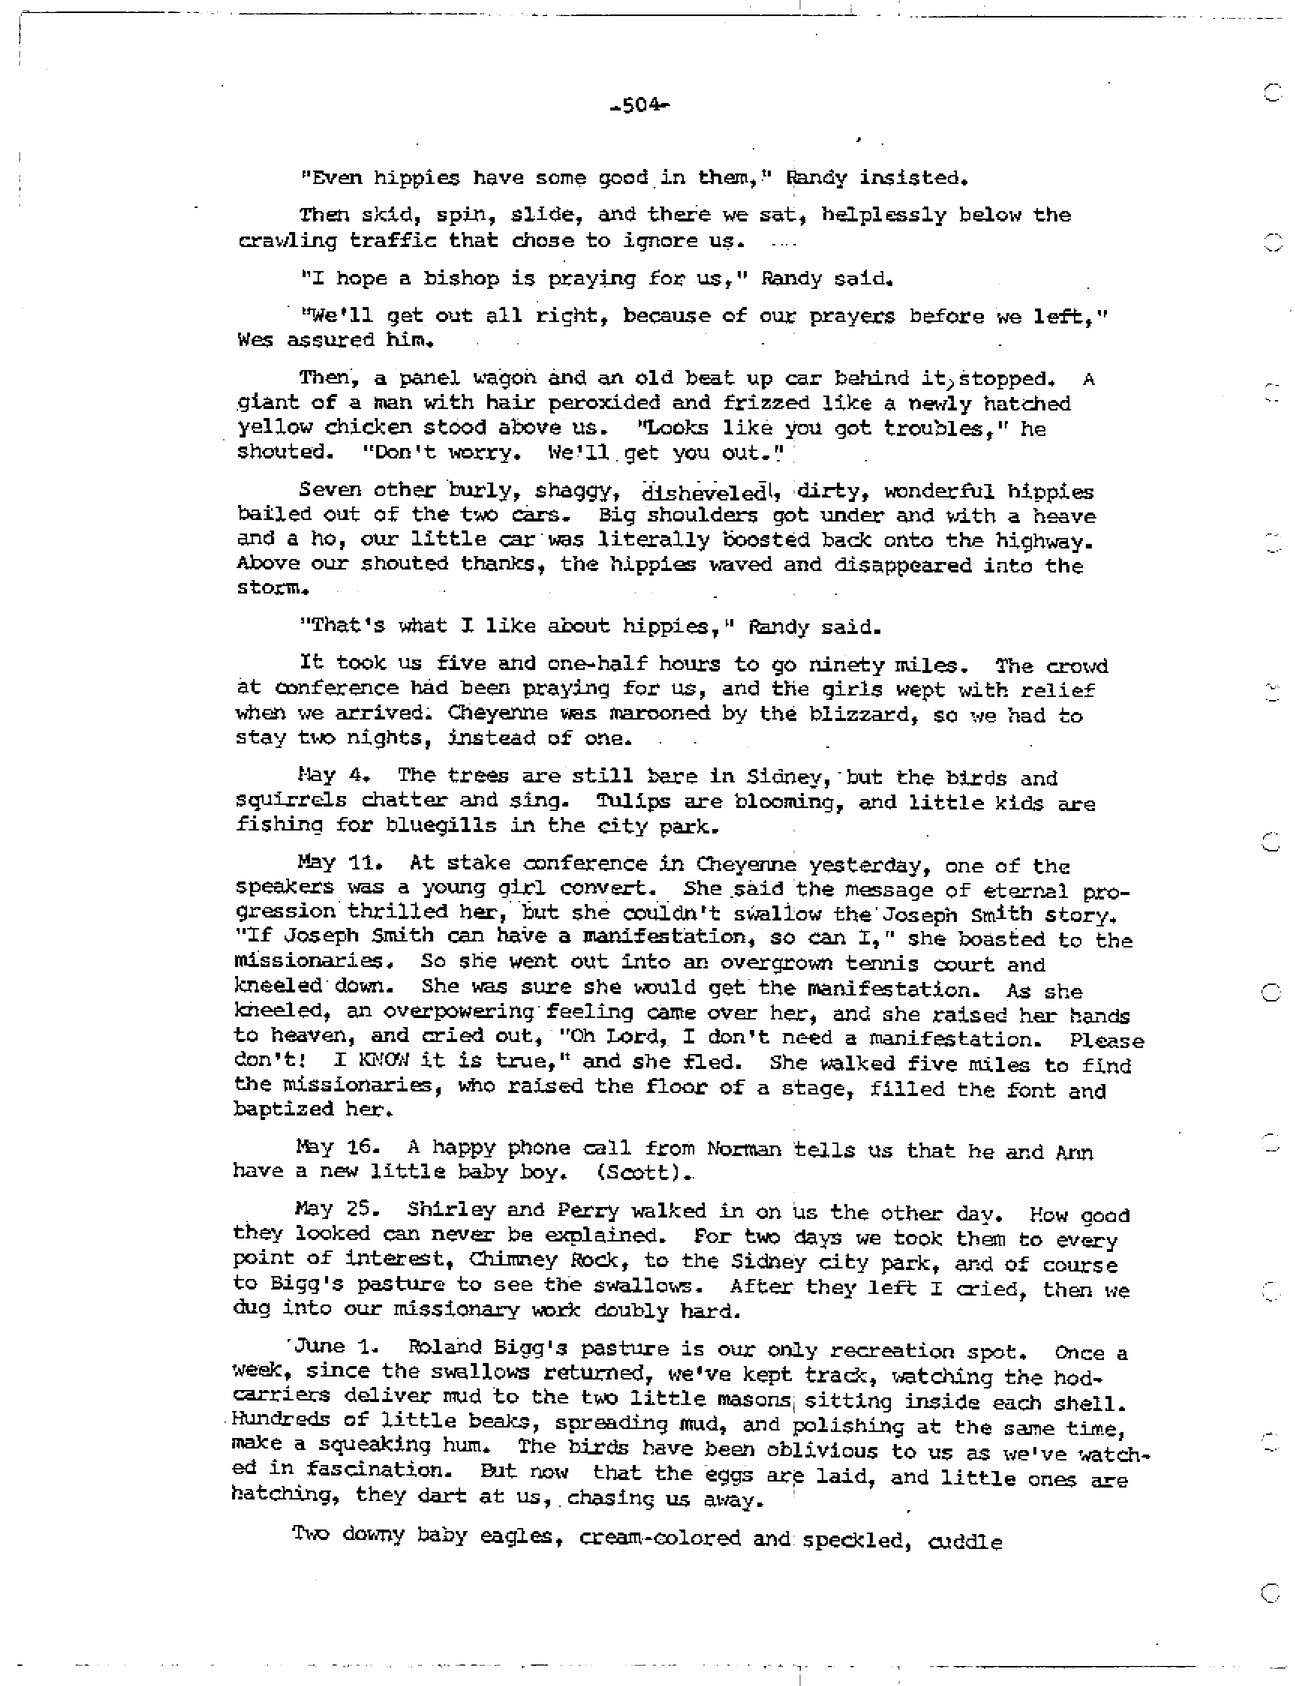 -504-
"Even hippies have some good in them," Randy insisted.
Then skid, spin, slide, and there we sat, helplessly below the
crawling traffic that chose to ignore us. ....
"I hope a bishop is praying for us," Randy said.
"We'll get out all right, because of our prayers before we left,"
Wes assured him.
Then, a panel wagon and an old beat up car behind it, stopped. A
giant of a man with hair peroxided and frizzed like a newly hatched
yellow chicken stood above us. "Looks like you got troubles," he
shouted. "Don't worry. We'll get you out."
Seven other burly, shaggy, disheveled, dirty, wonderful hippies
bailed out of the two cars. Big shoulders got under and with a heave
and a ho, our little car was literally boosted back onto the highway.
Above our shouted thanks, the hippies waved and disappeared into the
storm.
"That's what I like about hippies," Randy said.
It took us five and one-half hours to go ninety miles. The crowd
at conference had been praying for us, and the girls wept with relief
when we arrived. Cheyenne was marooned by the blizzard, so we had to
stay two nights, instead of one.
May 4. The trees are still bare in Sidney, but the birds and
squirrels chatter and sing. Tulips are blooming, and little kids are
fishing for bluegills in the city park.
May 11. At stake conference in Cheyenne yesterday, one of the
speakers was a young girl convert. She said the message of eternal pro-
gression thrilled her, but she couldn't swallow the Joseph Smith story.
"If Joseph Smith can have a manifestation, so can I," she boasted to the
missionaries. So she went out into an overgrown tennis court and
kneeled down. She was sure she would get the manifestation. As she
kneeled, an overpowering feeling came over her, and she raised her hands
to heaven, and cried out, "Oh Lord, I don't need a manifestation. Please
don't! I KNOW it is true," and she fled. She walked five miles to find
the missionaries, who raised the floor of a stage, filled the font and
baptized her.
May 16. A happy phone call from Norman tells us that he and Ann
have a new little baby boy. (Scott).
May 25. Shirley and Perry walked in on us the other day. How good
they looked can never be explained. For two days we took them to every
point of interest, Chimney Rock, to the Sidney city park, and of course
to Bigg's pasture to see the swallows. After they left I cried, then we
dug into our missionary work doubly hard.
June 1. Roland Bigg's pasture is our only recreation spot. Once a
week, since the swallows returned, we've kept track, watching the hod-
carriers deliver mud to the two little masons sitting inside each shell.
Hundreds of little beaks, spreading mud, and polishing at the same time,
make a squeaking hum. The birds have been oblivious to us as we've watch-
ed in fascination. But now that the eggs are laid, and little ones are
hatching, they dart at us, chasing us away.
Two downy baby eagles, cream-colored and speckled, cuddle